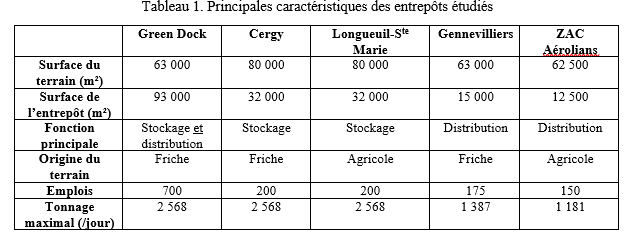 Tableau 1. Principales caractéristiques des entrepôts étudiés
Green Dock Cergy Longueuil-Ste Marie Gennevilliers ZAC Aérolians
Surface du terrain (m²) 63 000 80 000 80 000 63 000 62 500
Surface de l'entrepôt (m²) 93 000 32 000 32 000 15 000 12 500
Fonction principale Stockage et distribution Stockage Stockage Distribution Distribution
Origine du terrain Friche Friche Agricole Friche Agricole
Emplois 700 200 200 175 150
Tonnage maximal (/jour) 2 568 2 568 2 568 1 387 1 181